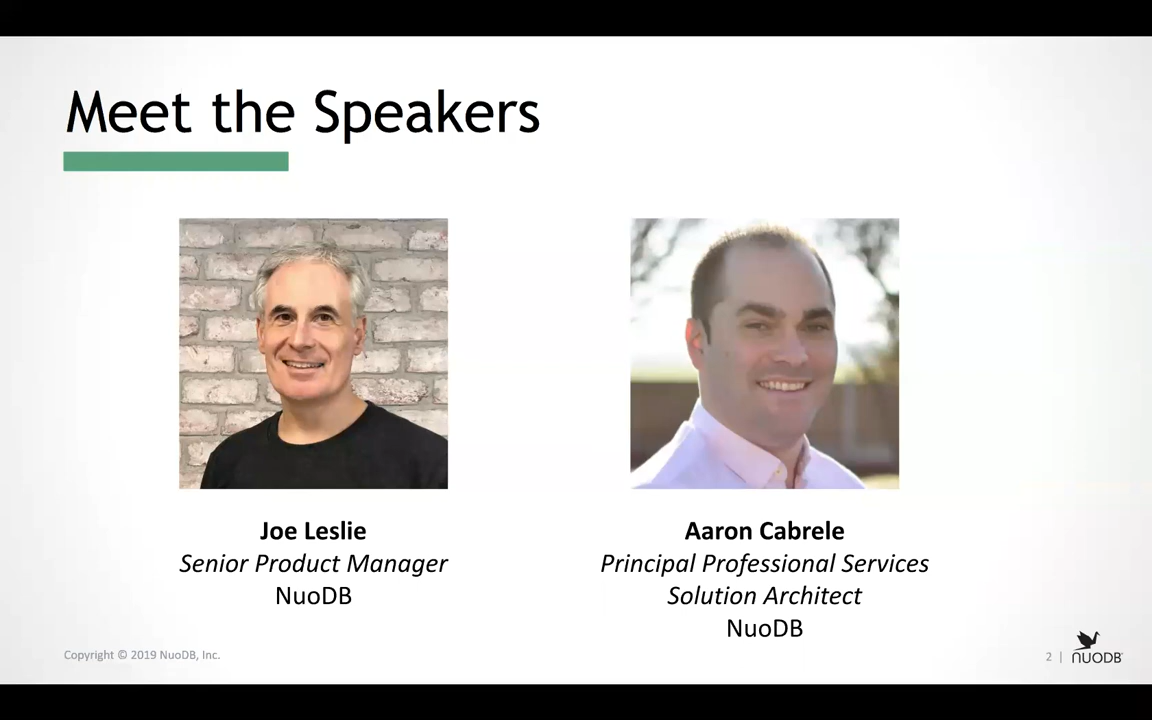 Meet the Speakers
Joe Leslie
Senior Product Manager
NuoDB
Aaron Cabrele
Principal Professional Services
Solution Architect
NuoDB
Copyright © 2019 NuoDB, Inc.
2 |
NUODB